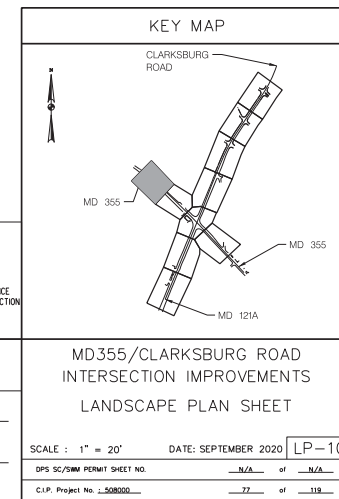 KEY MAP
CLARKSBURG
ROAD
N
MD 355
MD 355
MD 121A
CTION
MD355/CLARKSBURG ROAD
INTERSECTION IMPROVEMENTS
LANDSCAPE PLAN SHEET
SCALE : 1" = 20'
DATE: SEPTEMBER 2020
LP-10
DPS SC/SWM PERMIT SHEET NO. N/A of N/A
C.I.P. Project No. : 508000 77 of 119